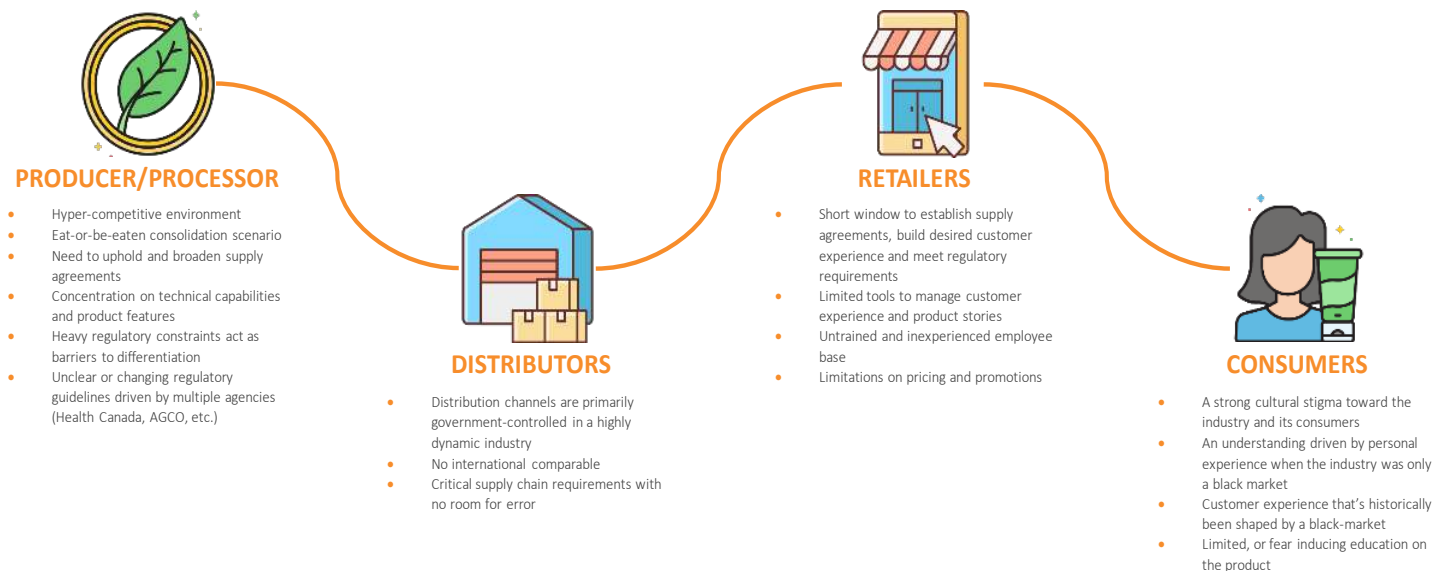 PRODUCER/PROCESSOR
Hyper-competitive environment
Eat-or-be-eaten consolidation scenario
Need to uphold and broaden supply
agreements
Concentration on technical capabilities
and product features
Heavy regulatory constraints act as
barriers to differentiation
Unclear or changing regulatory
guidelines driven by multiple agencies
(Health Canada, AGCO, etc.)
DISTRIBUTORS
Distribution channels are primarily
government-controlled in a highly
dynamic industry
No international comparable
Critical supply chain requirements with
no room for error
RETAILERS
Short window to establish supply
agreements, build desired customer
experience and meet regulatory
requirements
Limited tools to manage customer
experience and product stories
Untrained and inexperienced employee
base
Limitations on pricing and promotions
CONSUMERS
A strong cultural stigma toward the
industry and its consumers
An understanding driven by personal
experience when the industry was only
a black market
Customer experience that's historically
been shaped by a black-market
Limited, or fear inducing education on
the product